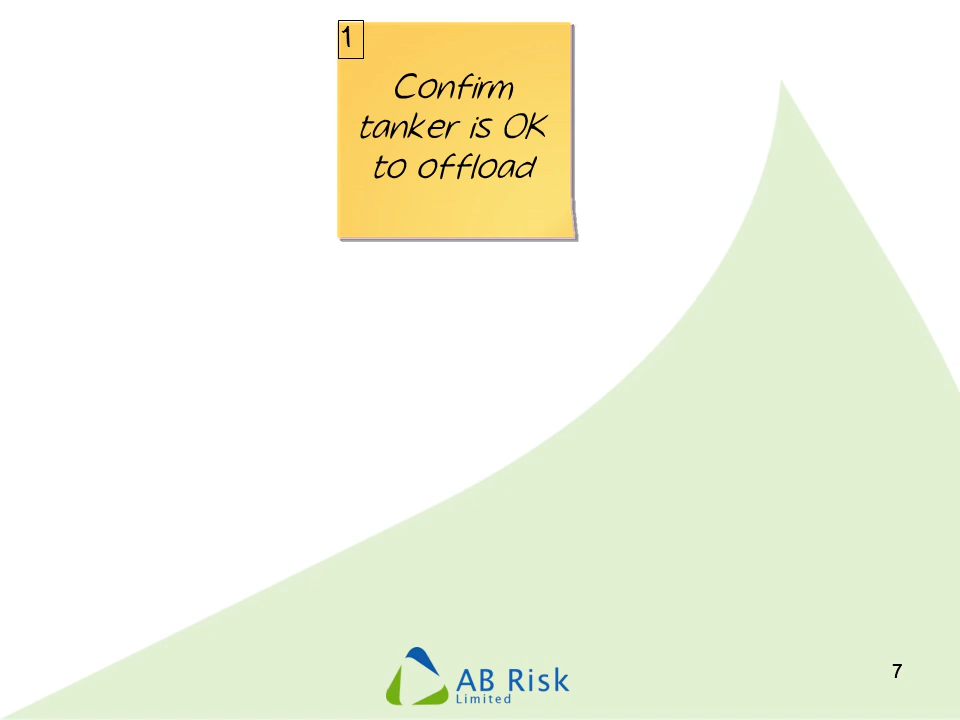 1
Confirm
tanker is OK
to offload
AB Risk
Limited
7